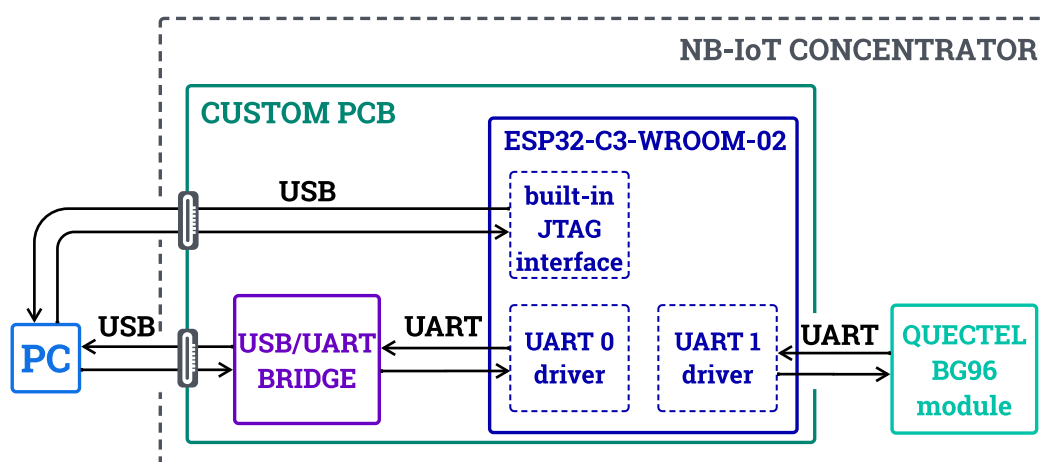 NB-IoT CONCENTRATOR
CUSTOM PCB
ESP32-C3-WROOM-02
USB
built-in
JTAG
interface
PC
USB
USB/UART
BRIDGE
UART
UART 0
driver
UART 1
driver
UART
QUECTEL
BG96
module